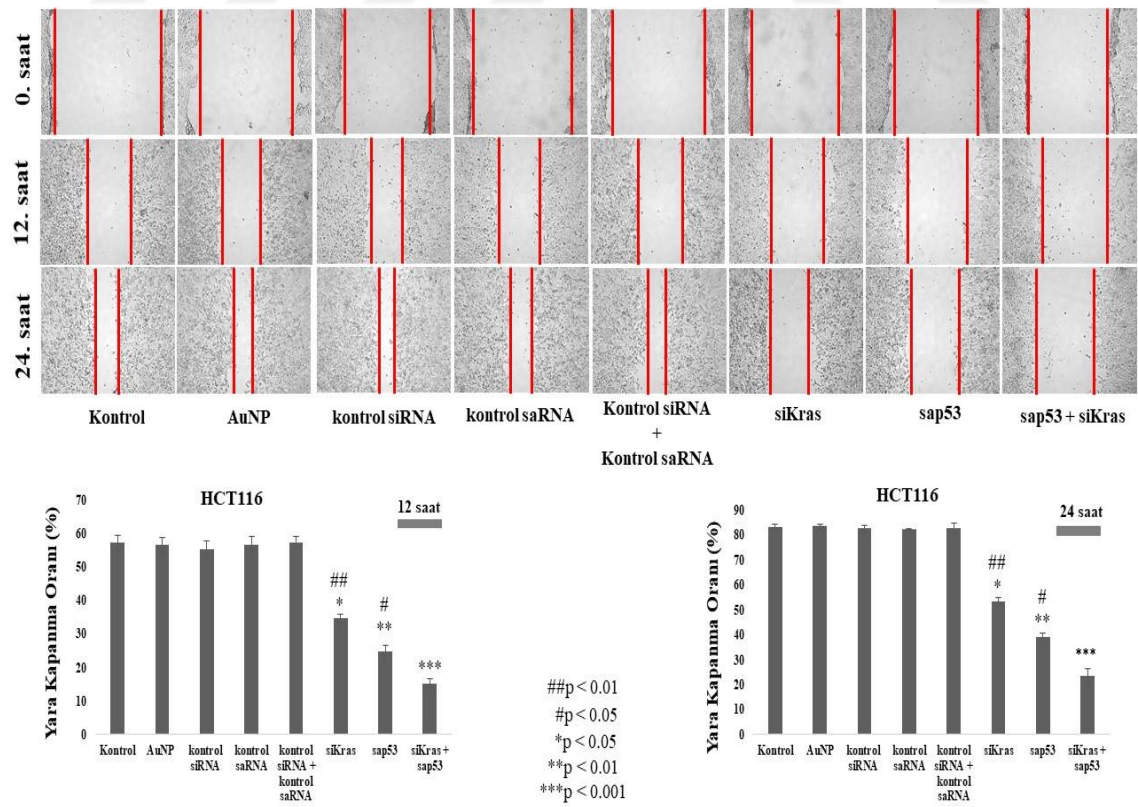 0. saat
12. saat
24. saat
Kontrol
AuNP
kontrol siRNA
kontrol saRNA
Kontrol siRNA
+
Kontrol saRNA
siKras
sap53
sap53 + siKras
HCT116
12 saat
Yara Kapanma Oranı (%)
70
60
50
40
30
20
10
0
##
*
#
**
***
Kontrol
AuNP
kontrol
siRNA
kontrol
saRNA
kontrol
siRNA +
kontrol
saRNA
siKras
sap53
siKras +
sap53
##p < 0.01
#p < 0.05
*p < 0.05
**p < 0.01
***p < 0.001
HCT116
24 saat
Yara Kapanma Oranı (%)
90
80
70
60
50
40
30
20
10
0
##
*
#
**
***
Kontrol
AuNP
kontrol
siRNA
kontrol
saRNA
kontrol
siRNA +
kontrol
saRNA
siKras
sap53
siKras +
sap53